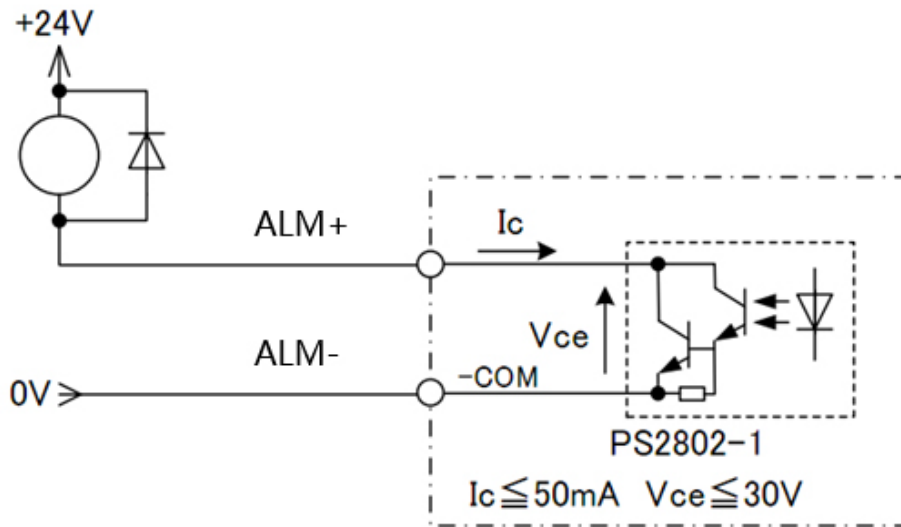 +24V
ALM+
Ic
Vce
ALM-
-COM
0V
PS2802-1
Ic≦50mA Vce≦30V